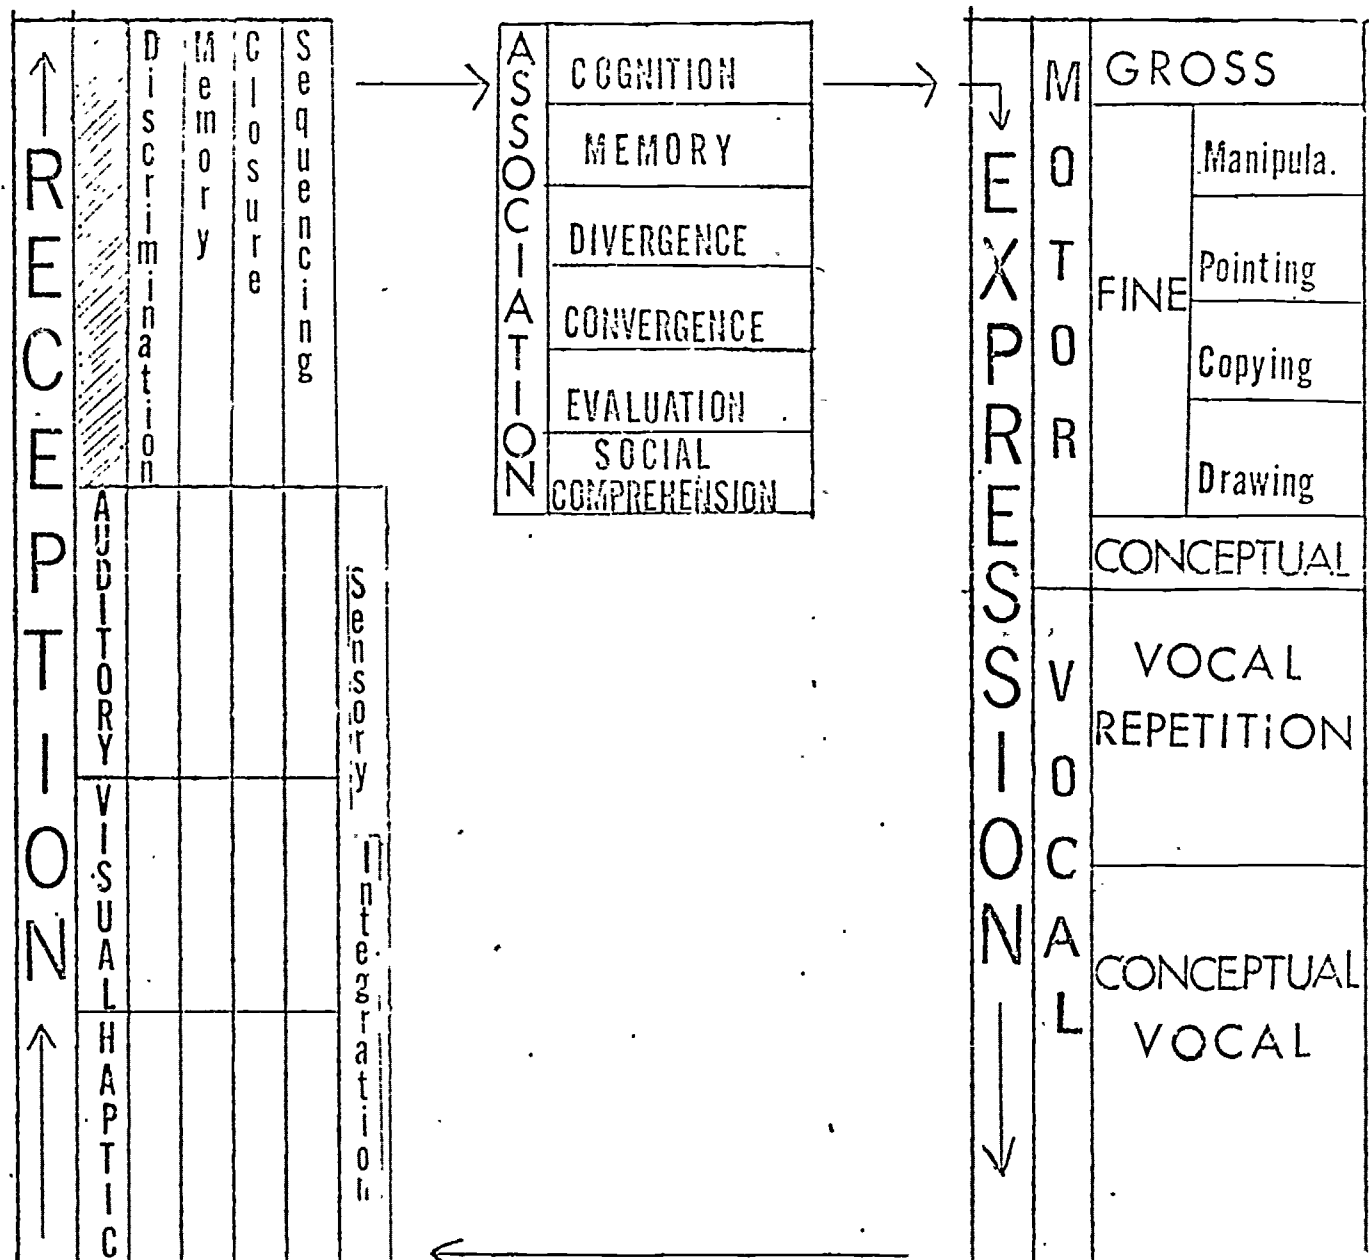 RECEPTION
Discrimination
Memory
Closure
Sequencing
AUDITORY
VISUAL
HAPTIC
Sensory Integration
ASSOCIATION
COGNITION
MEMORY
DIVERGENCE
CONVERGENCE
EVALUATION
SOCIAL
COMPREHENSION
EXPRESSION
MOTOR
GROSS
FINE
Manipula.
Pointing
Copying
Drawing
CONCEPTUAL
VOCAL
VOCAL
REPETITiON
CONCEPTUAL
VOCAL